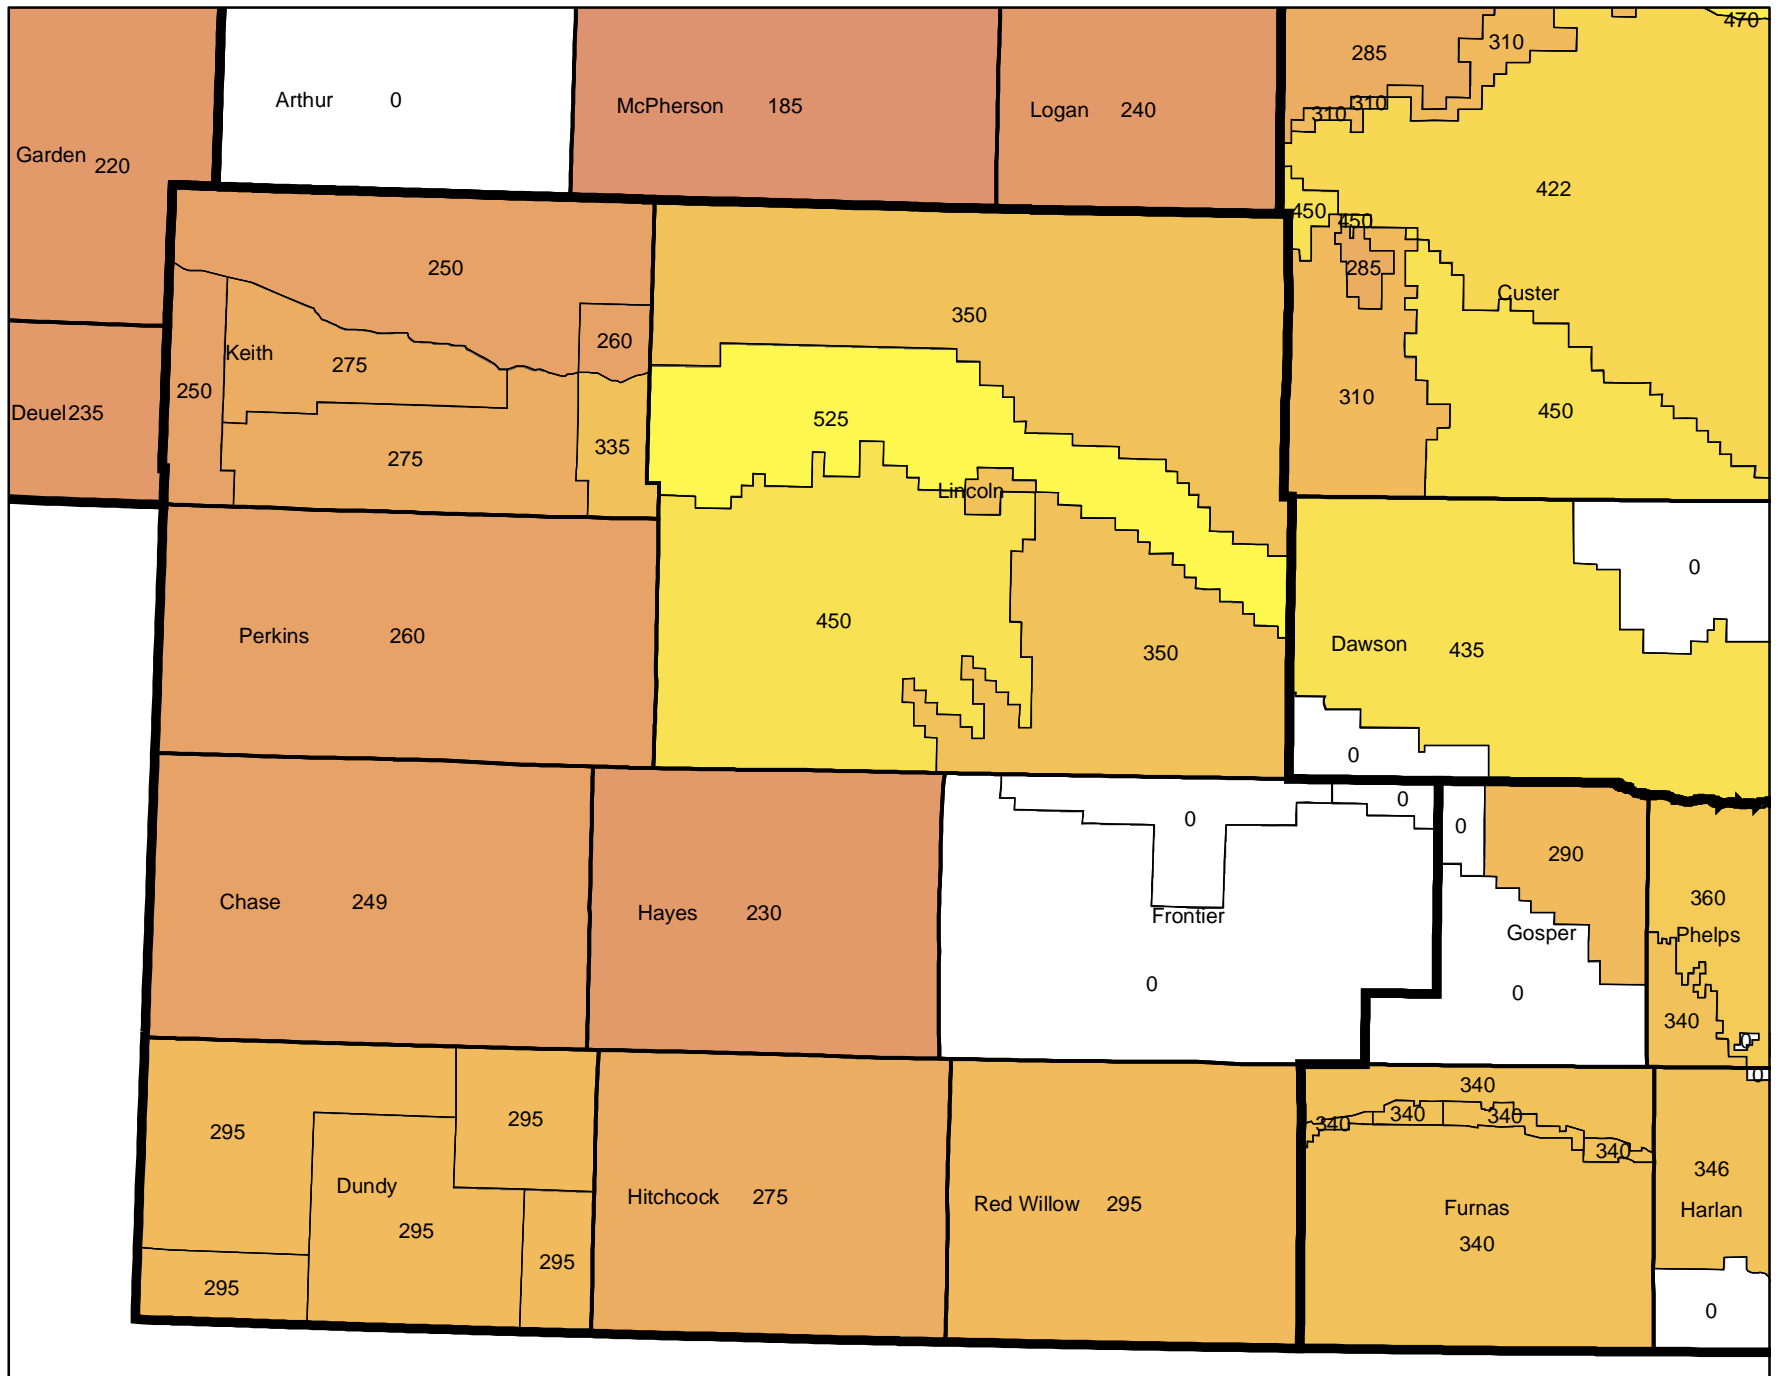 470
285
310
Arthur 0
McPherson 185
Logan 240
310
310
Garden 220
422
450
450
250
285
Custer
350
260
Keith 275
250
310
450
Deuel 235
525
335
275
Lincoln
0
Perkins 260
450
350
Dawson 435
0
0
0
0
290
Chase 249
Hayes 230
Frontier
360
Gosper
Phelps
0
0
340
0
0
340
295
295
340
340
340
340
346
Dundy
Hitchcock 275
Red Willow 295
Furnas
Harlan
295
340
295
295
0